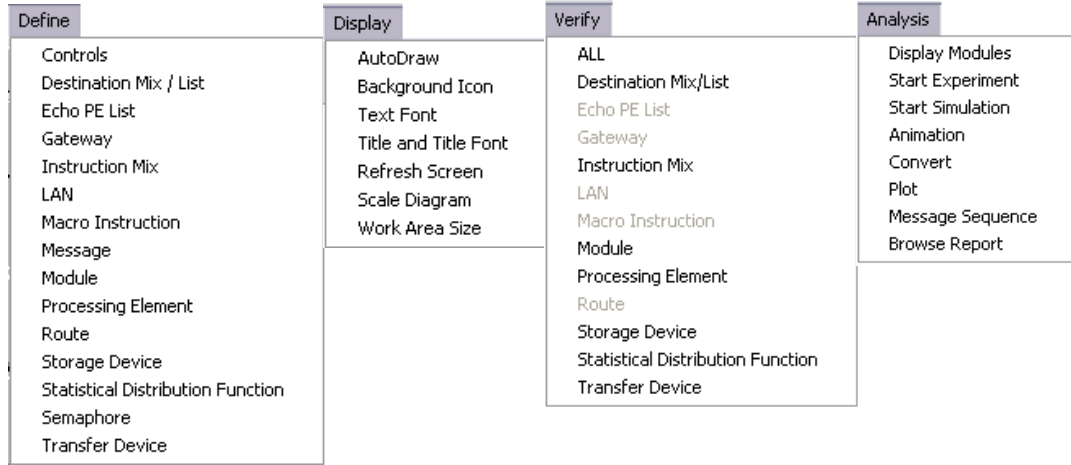 Define
Controls
Destination Mix / List
Echo PE List
Gateway
Instruction Mix
LAN
Macro Instruction
Message
Module
Processing Element
Route
Storage Device
Statistical Distribution Function
Semaphore
Transfer Device
Display
AutoDraw
Background Icon
Text Font
Title and Title Font
Refresh Screen
Scale Diagram
Work Area Size
Verify
ALL
Destination Mix/List
Echo PE List
Gateway
Instruction Mix
LAN
Macro Instruction
Module
Processing Element
Route
Storage Device
Statistical Distribution Function
Transfer Device
Analysis
Display Modules
Start Experiment
Start Simulation
Animation
Convert
Plot
Message Sequence
Browse Report